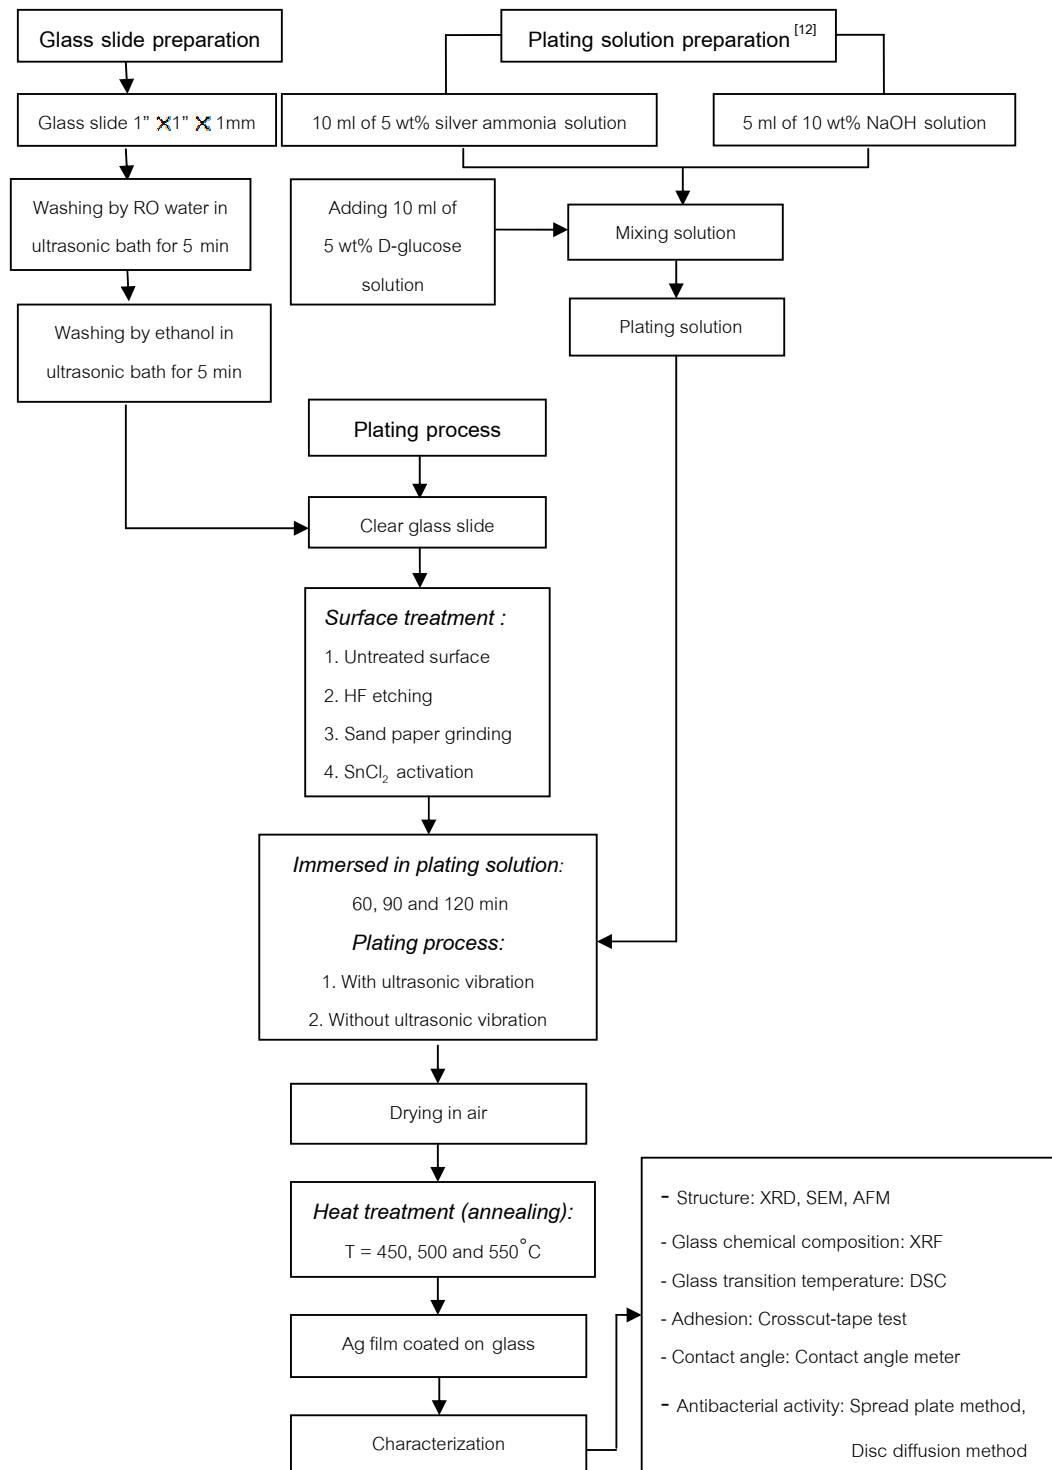 Glass slide preparation
Plating solution preparation [12]
Glass slide 1” X 1” X 1mm
10 ml of 5 wt% silver ammonia solution
5 ml of 10 wt% NaOH solution
Washing by RO water in
ultrasonic bath for 5 min
Adding 10 ml of
5 wt% D-glucose
solution
Mixing solution
Washing by ethanol in
ultrasonic bath for 5 min
Plating solution
Plating process
Clear glass slide
Surface treatment :
1. Untreated surface
2. HF etching
3. Sand paper grinding
4. SnCl₂ activation
Immersed in plating solution:
60, 90 and 120 min
Plating process:
1. With ultrasonic vibration
2. Without ultrasonic vibration
Drying in air
Heat treatment (annealing):
T = 450, 500 and 550°C
Ag film coated on glass
Characterization
- Structure: XRD, SEM, AFM
- Glass chemical composition: XRF
- Glass transition temperature: DSC
- Adhesion: Crosscut-tape test
- Contact angle: Contact angle meter
- Antibacterial activity: Spread plate method,
Disc diffusion method